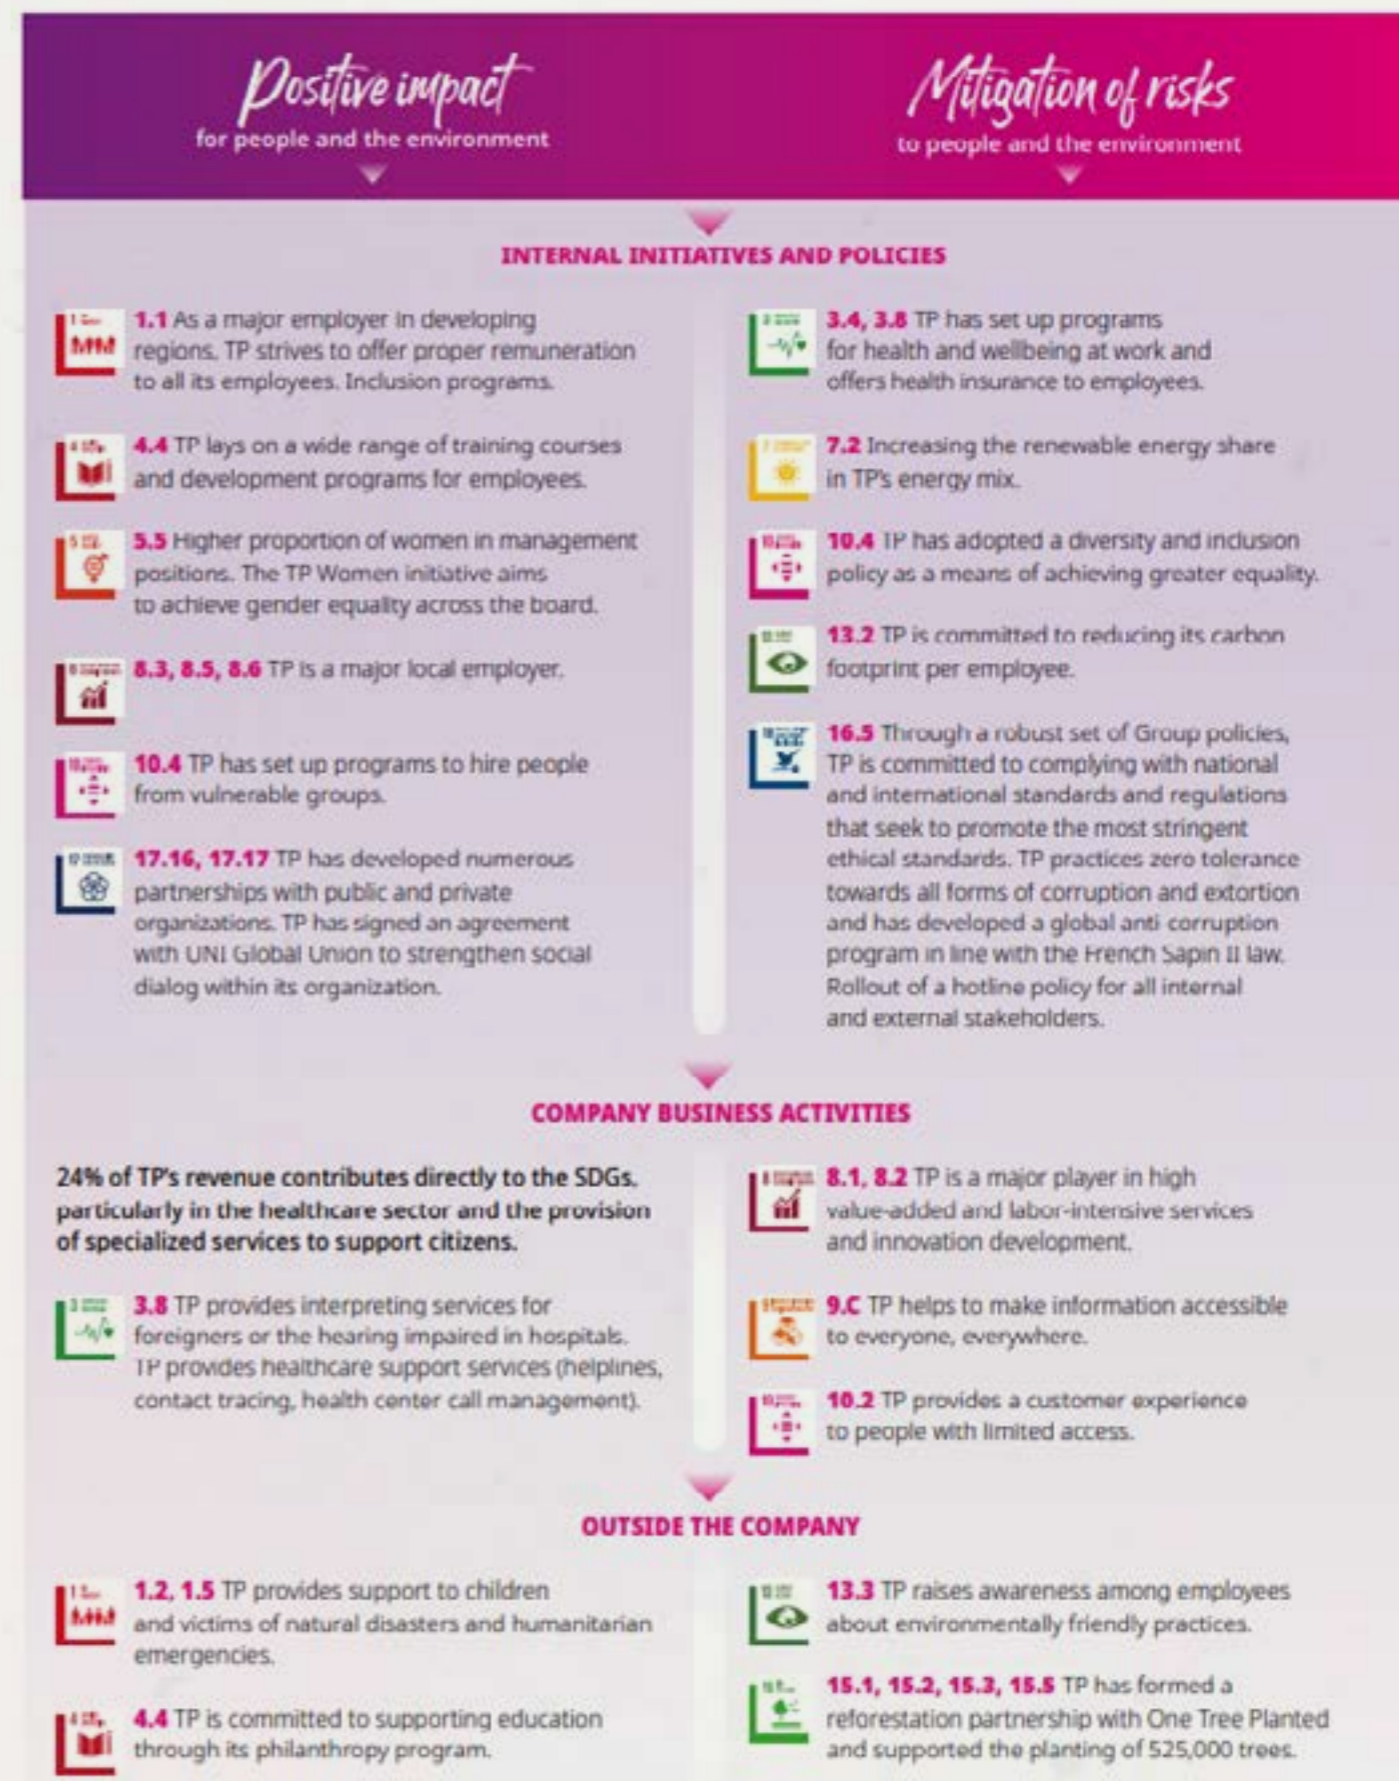 Positive impact
for people and the environment
Mitigation of risks
to people and the environment
INTERNAL INITIATIVES AND POLICIES
1.1 As a major employer in developing
regions, TP strives to offer proper remuneration
to all its employees. Inclusion programs.
4.4 TP lays on a wide range of training courses
and development programs for employees.
5.5 Higher proportion of women in management
positions. The TP Women initiative aims
to achieve gender equality across the board.
8.3, 8.5, 8.6 TP is a major local employer.
10.4 TP has set up programs to hire people
from vulnerable groups.
17.16, 17.17 TP has developed numerous
partnerships with public and private
organizations. TP has signed an agreement
with UNI Global Union to strengthen social
dialog within its organization.
3.4, 3.8 TP has set up programs
for health and wellbeing at work and
offers health insurance to employees.
7.2 Increasing the renewable energy share
in TP's energy mix.
10.4 TP has adopted a diversity and inclusion
policy as a means of achieving greater equality.
13.2 TP is committed to reducing its carbon
footprint per employee.
16.5 Through a robust set of Group policies,
TP is committed to complying with national
and international standards and regulations
that seek to promote the most stringent
ethical standards. TP practices zero tolerance
towards all forms of corruption and extortion
and has developed a global anti-corruption
program in line with the French Sapin II law.
Rollout of a hotline policy for all internal
and external stakeholders.
COMPANY BUSINESS ACTIVITIES
24% of TP's revenue contributes directly to the SDGs,
particularly in the healthcare sector and the provision
of specialized services to support citizens.
3.8 TP provides interpreting services for
foreigners or the hearing impaired in hospitals.
TP provides healthcare support services (helplines,
contact tracing, health center call management).
8.1, 8.2 TP is a major player in high
value-added and labor-intensive services
and innovation development.
9.C TP helps to make information accessible
to everyone, everywhere.
10.2 TP provides a customer experience
to people with limited access.
OUTSIDE THE COMPANY
1.2, 1.5 TP provides support to children
and victims of natural disasters and humanitarian
emergencies.
4.4 TP is committed to supporting education
through its philanthropy program.
13.3 TP raises awareness among employees
about environmentally friendly practices.
15.1, 15.2, 15.3, 15.5 TP has formed a
reforestation partnership with One Tree Planted
and supported the planting of 525,000 trees.